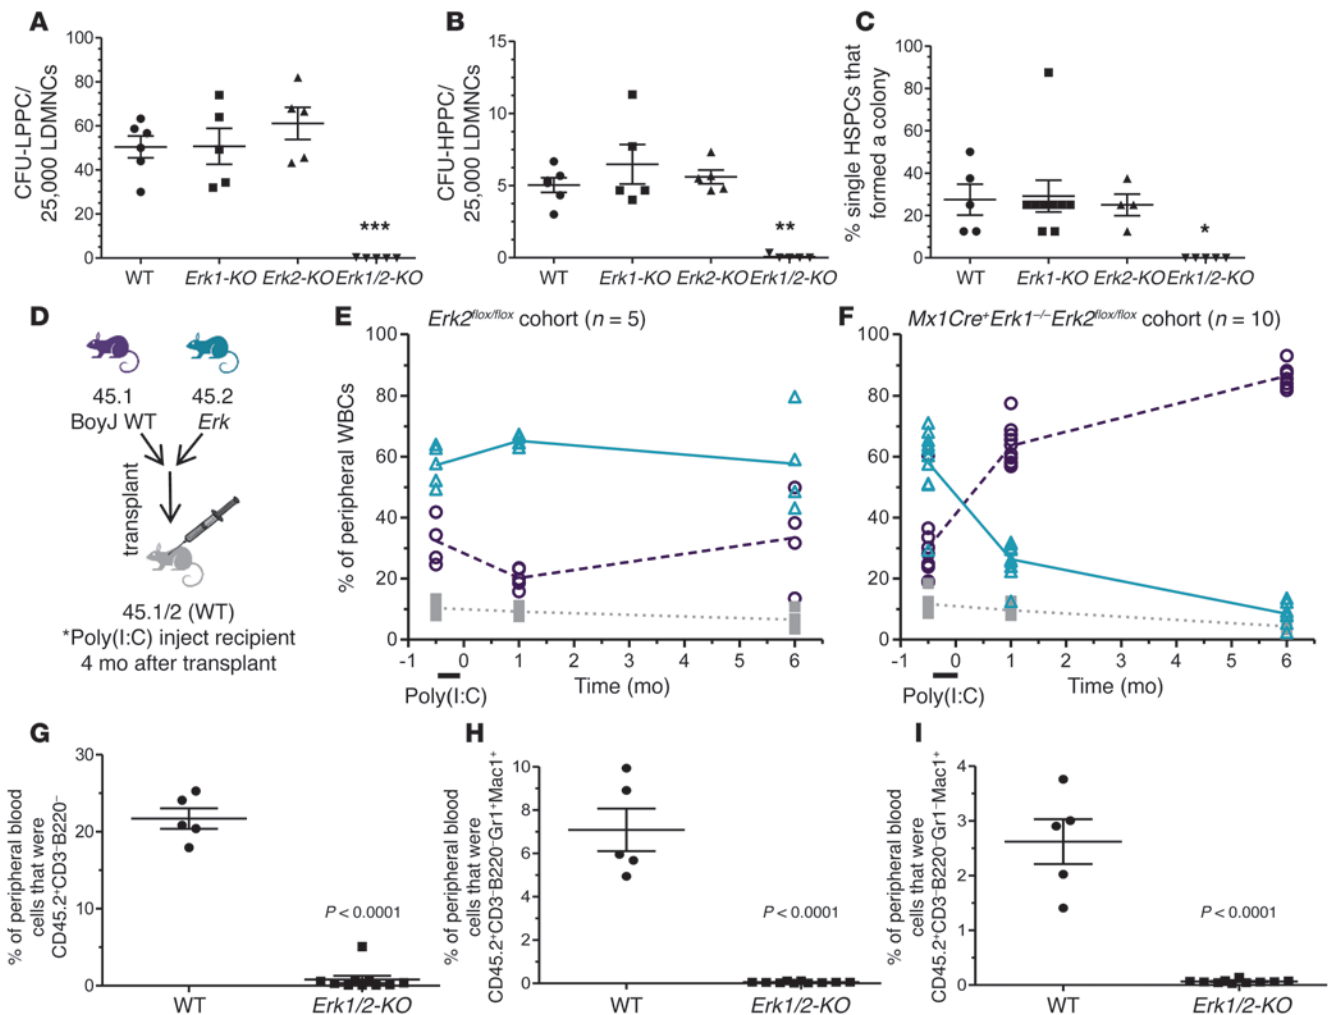 A
CFU-LPPC/
25,000 LDMNCs
100
80
60
40
20
0
***
WT
Erk1-KO
Erk2-KO
Erk1/2-KO
B
CFU-HPPC/
25,000 LDMNCs
15
10
5
0
**
WT
Erk1-KO
Erk2-KO
Erk1/2-KO
C
% single HSPCs that
formed a colony
100
80
60
40
20
0
*
WT
Erk1-KO
Erk2-KO
Erk1/2-KO
D
45.1
BoyJ WT
45.2
Erk
transplant
45.1/2 (WT)
*Poly(I:C) inject recipient
4 mo after transplant
E
Erk2flox/flox cohort (n = 5)
% of peripheral WBCs
100
80
60
40
20
0
-1 0 1 2 3 4 5 6
Poly(I:C)
Time (mo)
F
Mx1Cre+Erk1–/–Erk2flox/flox cohort (n = 10)
100
80
60
40
20
0
-1 0 1 2 3 4 5 6
Poly(I:C)
Time (mo)
G
% of peripheral blood
cells that were
CD45.2+CD3–B220–
30
20
10
0
P < 0.0001
WT
Erk1/2-KO
H
% of peripheral blood
cells that were
CD45.2+CD3–B220–Gr1+Mac1+
10
8
6
4
2
0
P < 0.0001
WT
Erk1/2-KO
I
% of peripheral blood
cells that were
CD45.2+CD3–B220–Gr1–Mac1+
4
3
2
1
0
P < 0.0001
WT
Erk1/2-KO